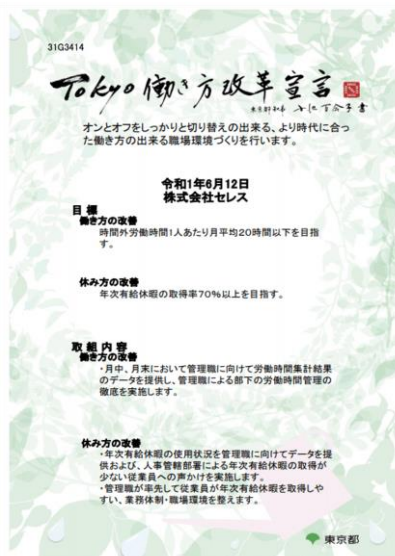 31G3414
Tokyo働き方改革宣言
東京都知事 小池百合子書
オンとオフをしっかりと切り替えの出来る、より時代に合っ
た働き方の出来る職場環境づくりを行います。
令和1年6月12日
株式会社セレス
目 標
働き方の改善
時間外労働時間1人あたり月平均20時間以下を目指
す。
休み方の改善
年次有給休暇の取得率70%以上を目指す。
取 組 内 容
働き方の改善
・月中、月末において管理職に向けて労働時間集計結果
のデータを提供し、管理職による部下の労働時間管理の
徹底を実施します。
休み方の改善
・年次有給休暇の使用状況を管理職に向けてデータを提
供および、人事管轄部署による年次有給休暇の取得が
少ない従業員への声かけを実施します。
・管理職が率先して従業員が年次有給休暇を取得しや
すい、業務体制・職場環境を整えます。
東京都